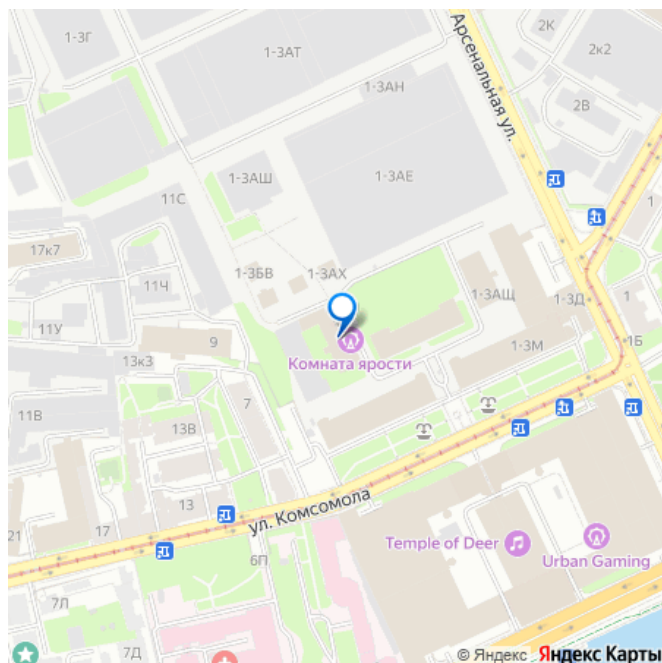 1-3Г
1-3АТ
2К
2к2
Арсенальная ул.
1-3АН
2В
1-3АШ
1-3АЕ
11С
1
17к7
1-3БВ
1-3АХ
11Ч
1-3АЩ
1
1-3Д
11У
9
1-3М
1Б
13к3
Комната ярости
7
11В
13В
ул. Комсомола
13
21
17
Temple of Deer
6П
Urban Gaming
7Л
7Д
© Яндекс Яндекс Карты